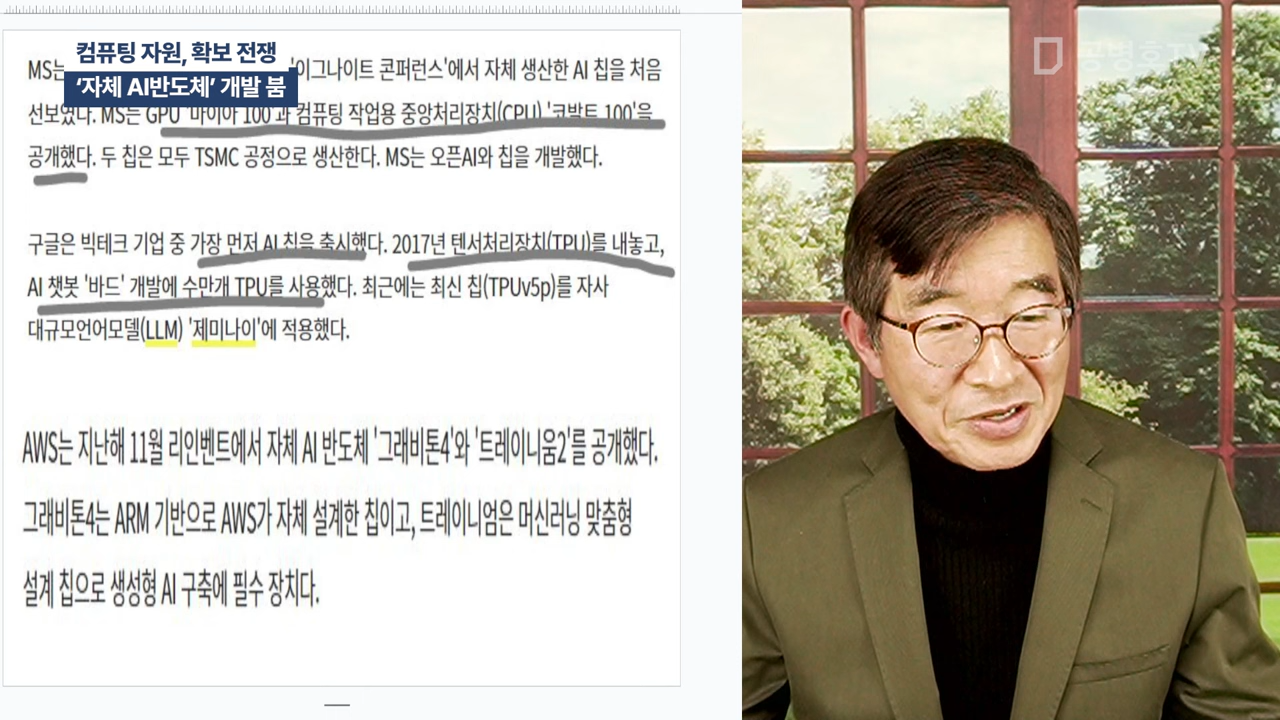 컴퓨팅 자원, 확보 전쟁
'자체 AI반도체' 개발 붐
공병호TV
MS는 '이그나이트 콘퍼런스'에서 자체 생산한 AI 칩을 처음
선보였다. MS는 GPU '마이아 100'과 컴퓨팅 작업용 중앙처리장치(CPU) '코발트 100'을
공개했다. 두 칩은 모두 TSMC 공정으로 생산한다. MS는 오픈AI와 칩을 개발했다.
구글은 빅테크 기업 중 가장 먼저 AI 칩을 출시했다. 2017년 텐서처리장치(TPU)를 내놓고,
AI 챗봇 '바드' 개발에 수만개 TPU를 사용했다. 최근에는 최신 칩(TPUv5p)를 자사
대규모언어모델(LLM) '제미나이'에 적용했다.
AWS는 지난해 11월 리인벤트에서 자체 AI 반도체 '그래비톤4'와 '트레이니움2'를 공개했다.
그래비톤4는 ARM 기반으로 AWS가 자체 설계한 칩이고, 트레이니엄은 머신러닝 맞춤형
설계 칩으로 생성형 AI 구축에 필수 장치다.